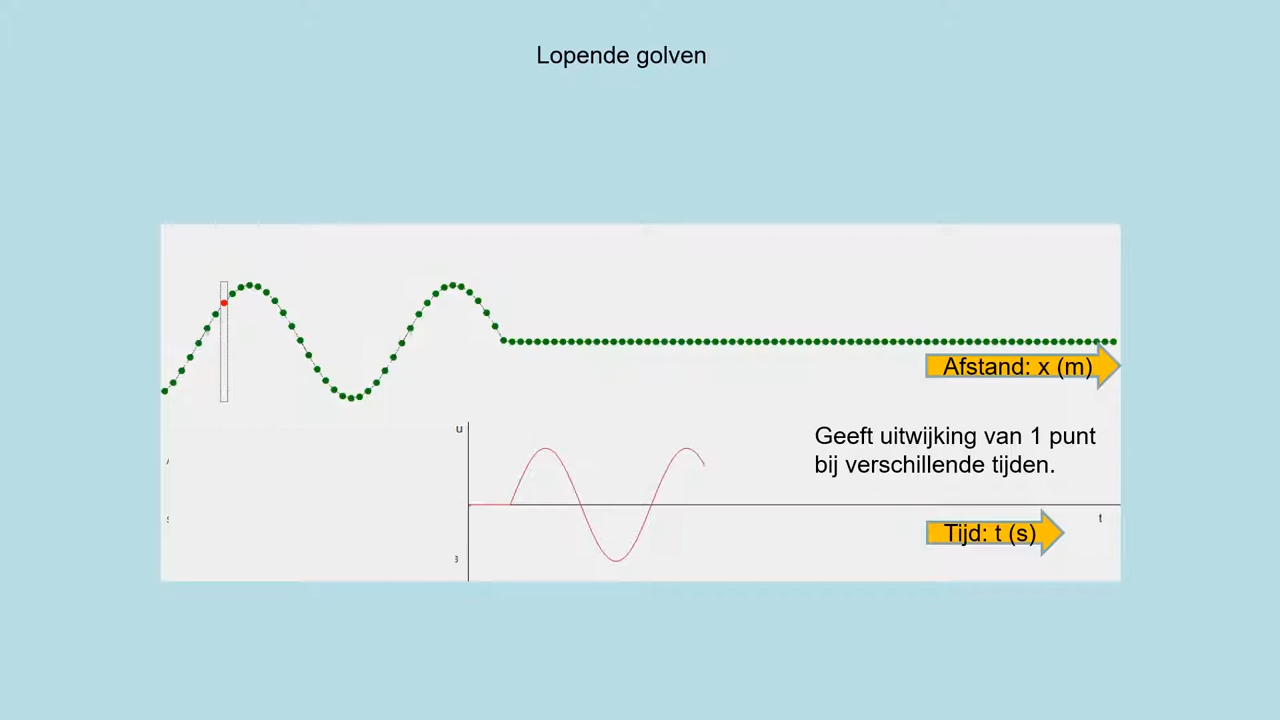 Lopende golven
Afstand: x (m)
u
Geeft uitwijking van 1 punt
bij verschillende tijden.
t
Tijd: t (s)